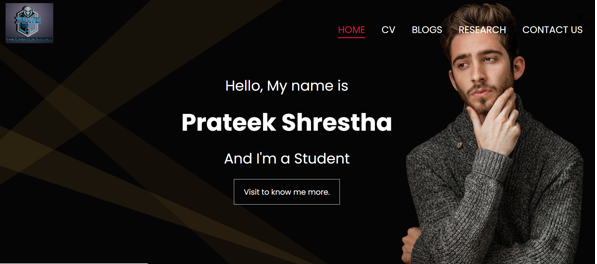 HOME CV BLOGS RESEARCH CONTACT US
Hello, My name is
Prateek Shrestha
And I'm a Student
Visit to know me more.